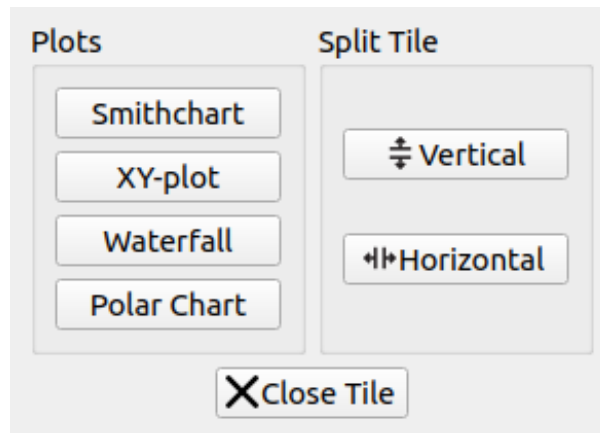 Plots
Smithchart
XY-plot
Waterfall
Polar Chart
Split Tile
Vertical
Horizontal
Close Tile